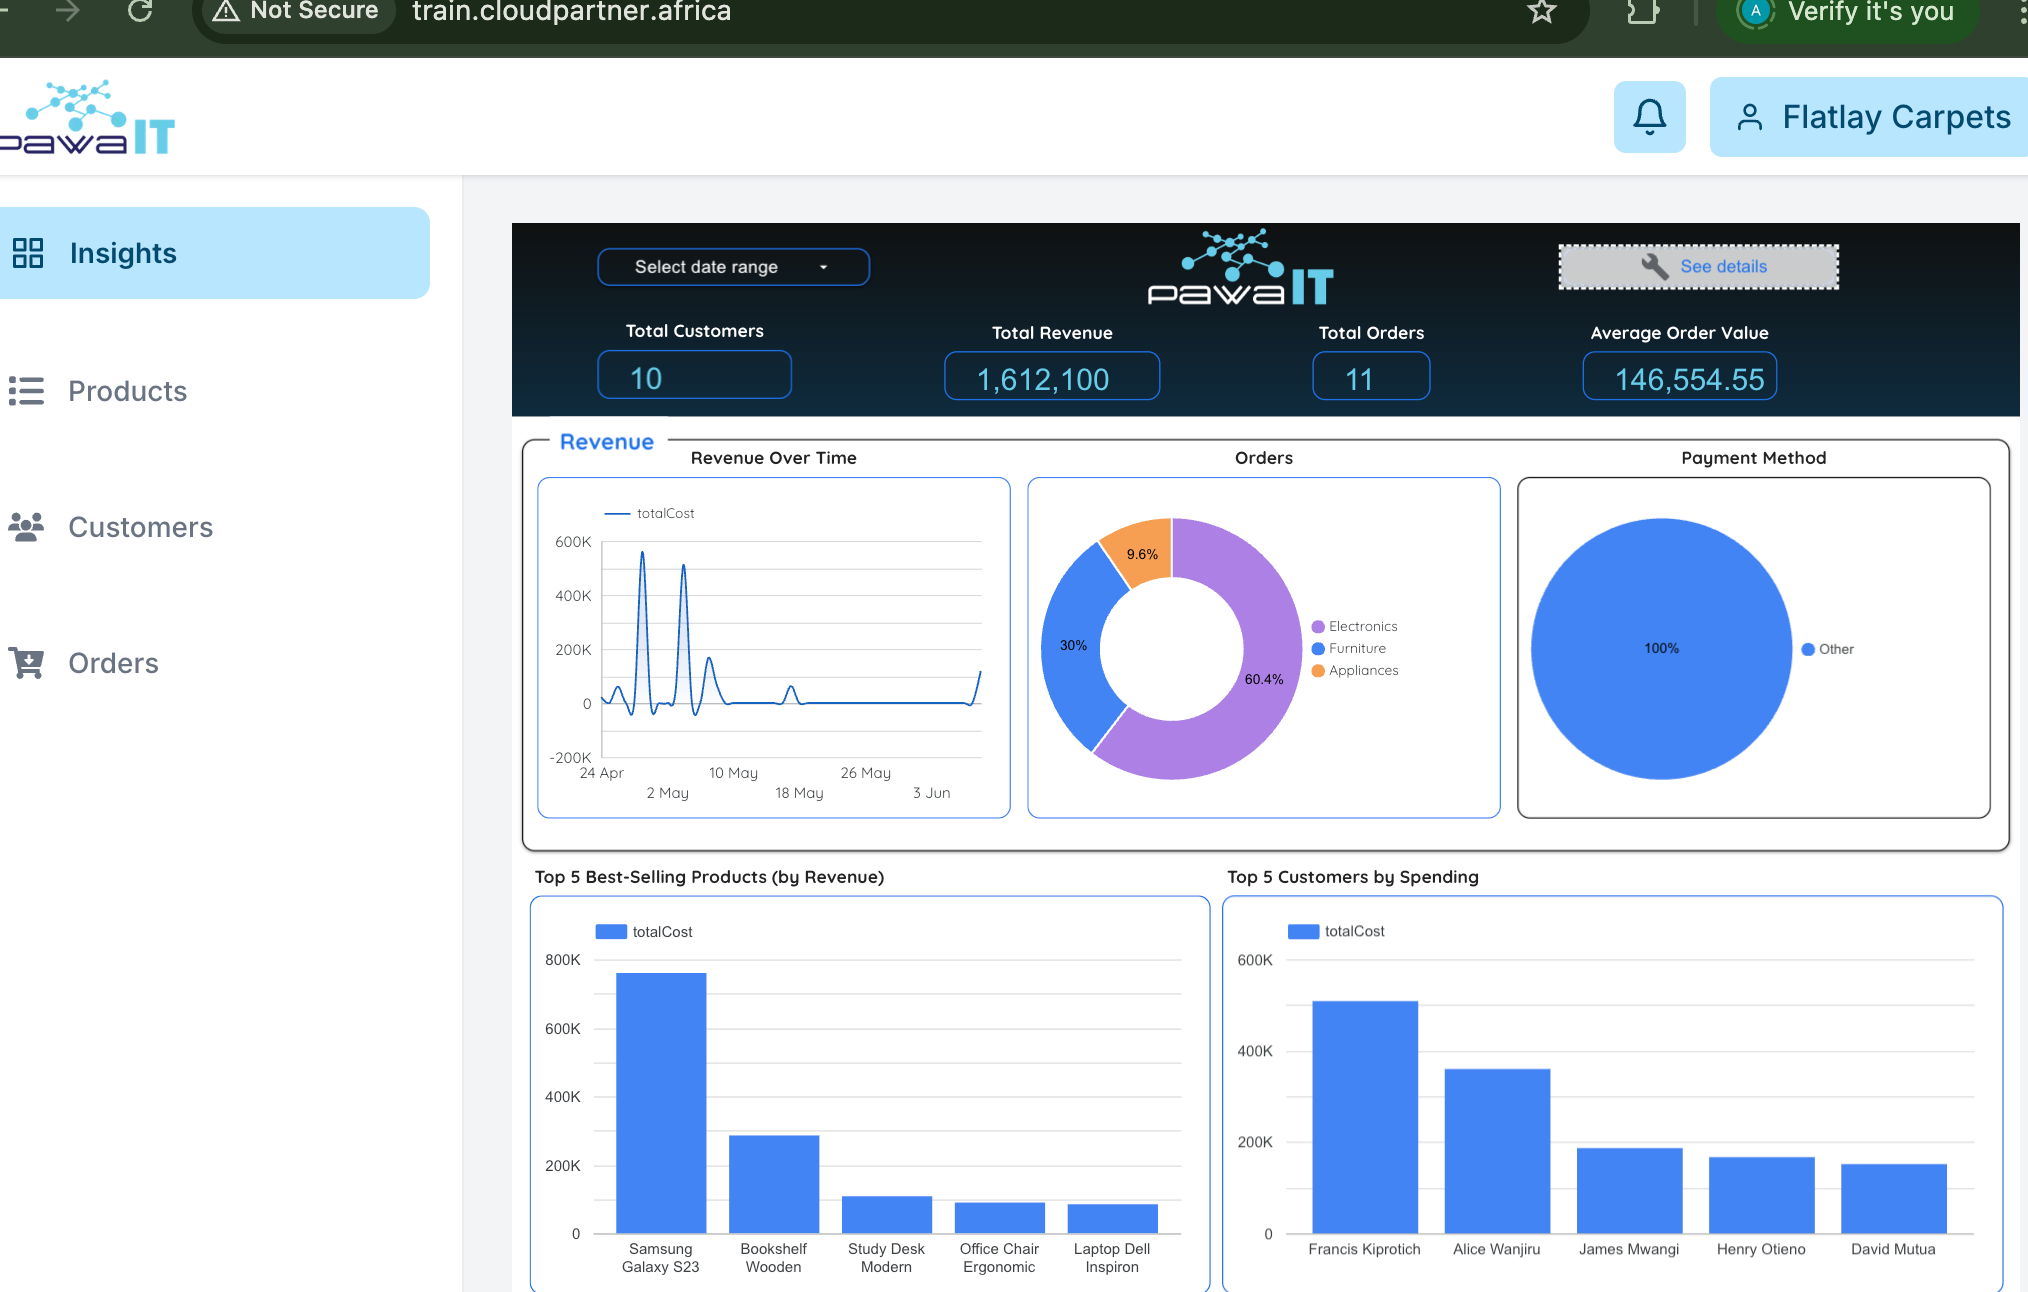 Not Secure
train.cloudpartner.africa
A
Verify it's you
pawaIT
Flatlay Carpets
Insights
Products
Customers
Orders
Select date range
pawaIT
See details
Total Customers
10
Total Revenue
1,612,100
Total Orders
11
Average Order Value
146,554.55
Revenue
Revenue Over Time
totalCost
600K
400K
200K
0
-200K
24 Apr
2 May
10 May
18 May
26 May
3 Jun
Orders
9.6%
30%
60.4%
Electronics
Furniture
Appliances
Payment Method
100%
Other
Top 5 Best-Selling Products (by Revenue)
totalCost
800K
600K
400K
200K
0
Samsung
Galaxy S23
Bookshelf
Wooden
Study Desk
Modern
Office Chair
Ergonomic
Laptop Dell
Inspiron
Top 5 Customers by Spending
totalCost
600K
400K
200K
0
Francis Kiprotich
Alice Wanjiru
James Mwangi
Henry Otieno
David Mutua